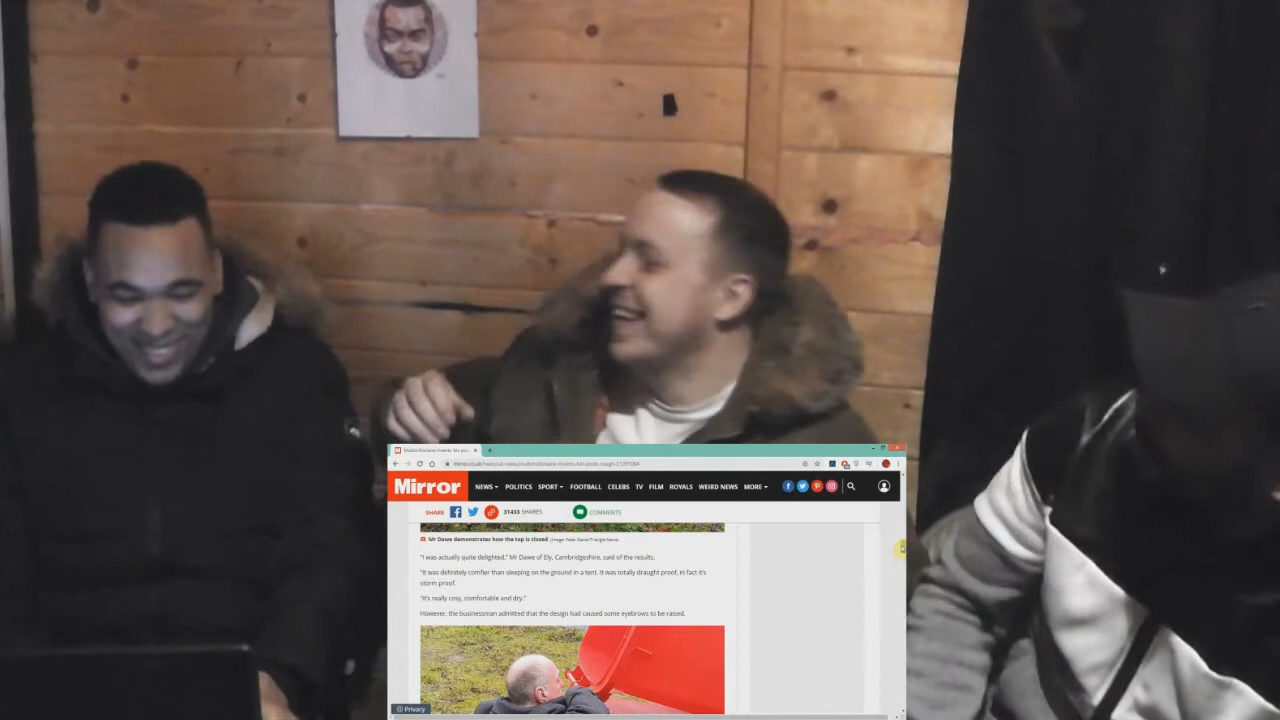 Mirror
NEWS POLITICS SPORT FOOTBALL CELEBS TV FILM ROYALS WEIRD NEWS MORE
SHARE 31433 SHARES COMMENTS
Mr Dawe demonstrates how the top is closed
"I was actually quite delighted," Mr Dawe of Ely, Cambridgeshire, said of the results.
"It was definitely comfier than sleeping on the ground in a tent. It was totally draught proof, in fact it's
storm proof.
"It's really cosy, comfortable and dry."
However, the businessman admitted that the design had caused some eyebrows to be raised.
Privacy